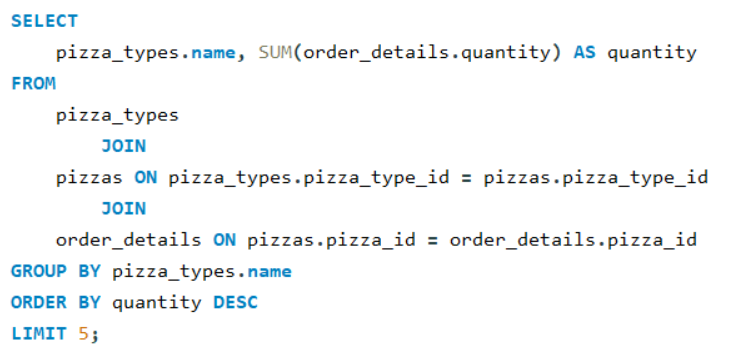 SELECT
    pizza_types.name, SUM(order_details.quantity) AS quantity
FROM
    pizza_types
        JOIN
    pizzas ON pizza_types.pizza_type_id = pizzas.pizza_type_id
        JOIN
    order_details ON pizzas.pizza_id = order_details.pizza_id
GROUP BY pizza_types.name
ORDER BY quantity DESC
LIMIT 5;